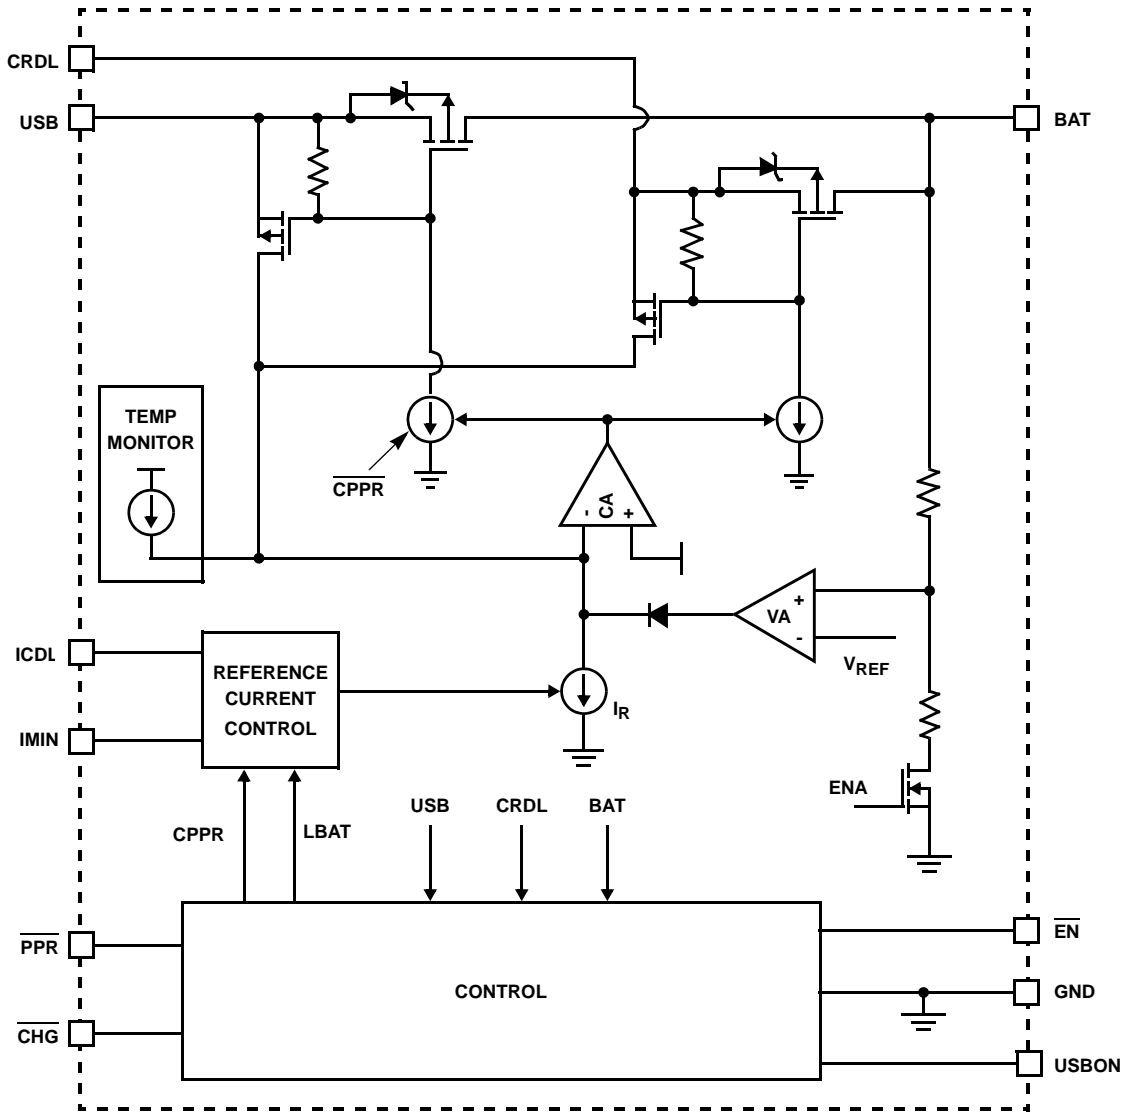 CRDL
USB
BAT
TEMP
MONITOR
CPPR
- CA +
ICDL
IMIN
REFERENCE
CURRENT
CONTROL
IR
VA
+
-
VREF
ENA
CPPR
LBAT
USB
CRDL
BAT
PPR
CHG
CONTROL
EN
GND
USBON